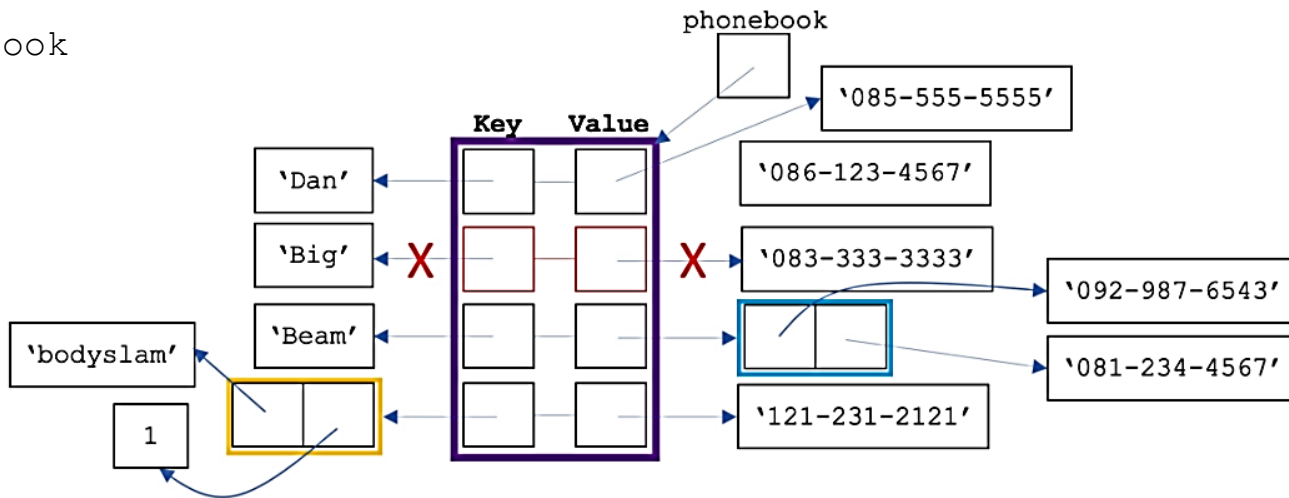 ook
phonebook
Key Value
‘085-555-5555’
‘Dan’
‘086-123-4567’
‘Big’
X
X
‘083-333-3333’
‘092-987-6543’
‘Beam’
‘bodyslam’
‘081-234-4567’
‘121-231-2121’
1